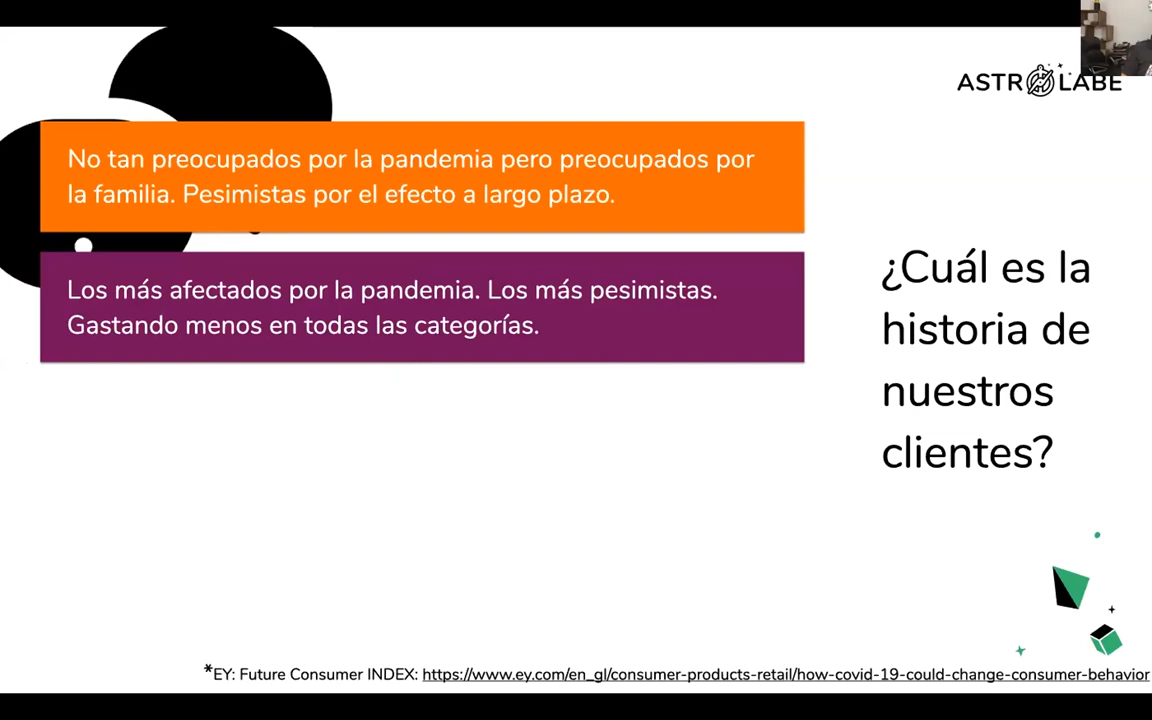 ASTROLABE
No tan preocupados por la pandemia pero preocupados por
la familia. Pesimistas por el efecto a largo plazo.
Los más afectados por la pandemia. Los más pesimistas.
Gastando menos en todas las categorías.
¿Cuál es la
historia de
nuestros
clientes?
*EY: Future Consumer INDEX: https://www.ey.com/en_gl/consumer-products-retail/how-covid-19-could-change-consumer-behavior